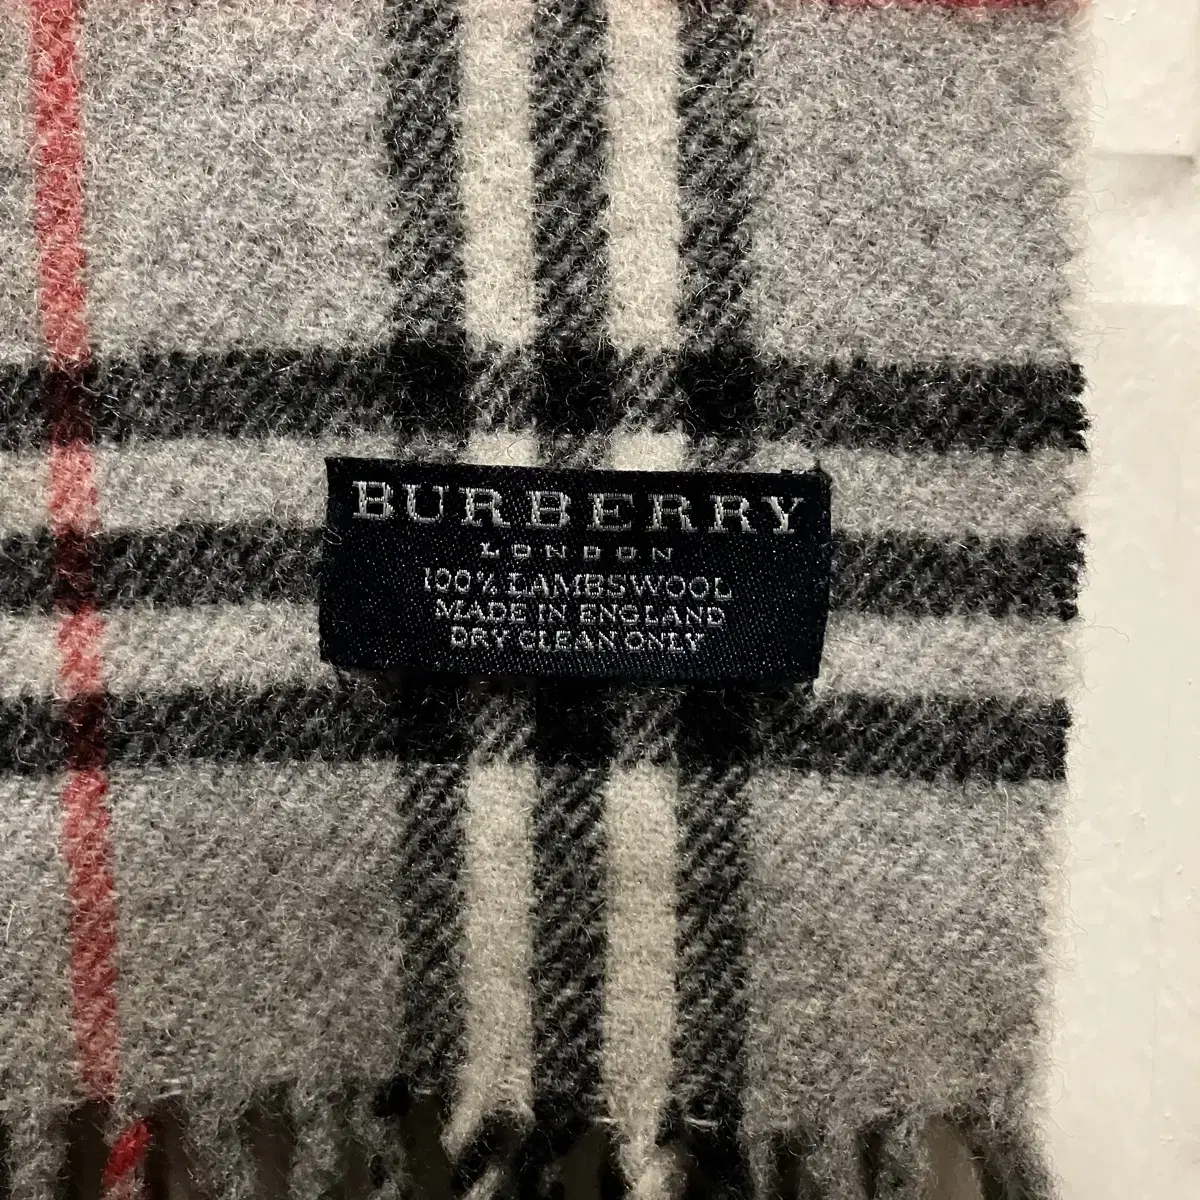 BURBERRY
LONDON
100% LAMBSWOOL
MADE IN ENGLAND
DRY CLEAN ONLY